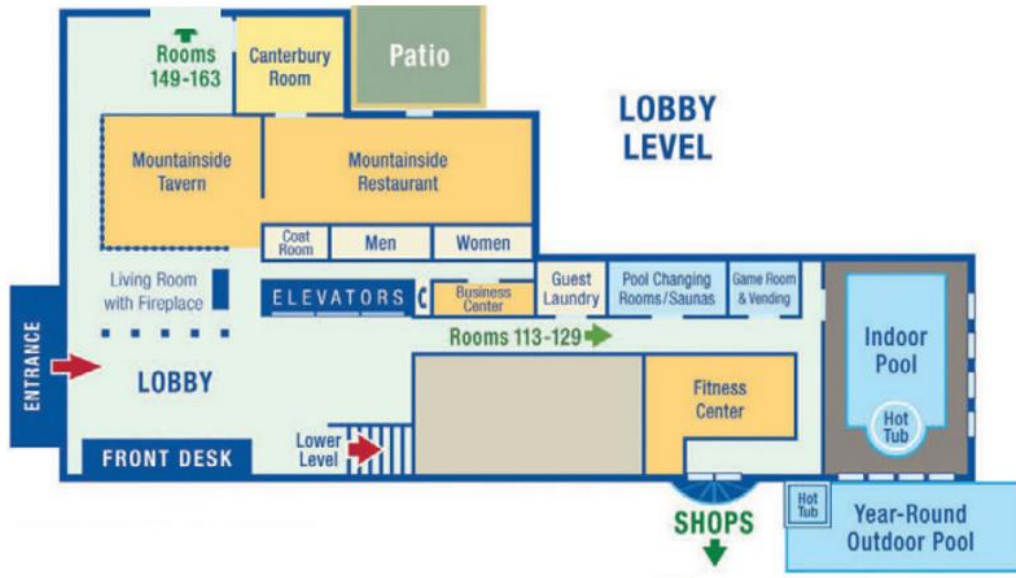 Rooms
149-163
Canterbury
Room
Patio
LOBBY
LEVEL
Mountainside
Tavern
Mountainside
Restaurant
Coat
Room
Men
Women
Living Room
with Fireplace
ELEVATORS
Business
Center
Guest
Laundry
Pool Changing
Rooms/Saunas
Game Room
& Vending
Rooms 113-129
Indoor
Pool
Hot
Tub
ENTRANCE
LOBBY
Fitness
Center
FRONT DESK
Lower
Level
SHOPS
Hot
Tub
Year-Round
Outdoor Pool